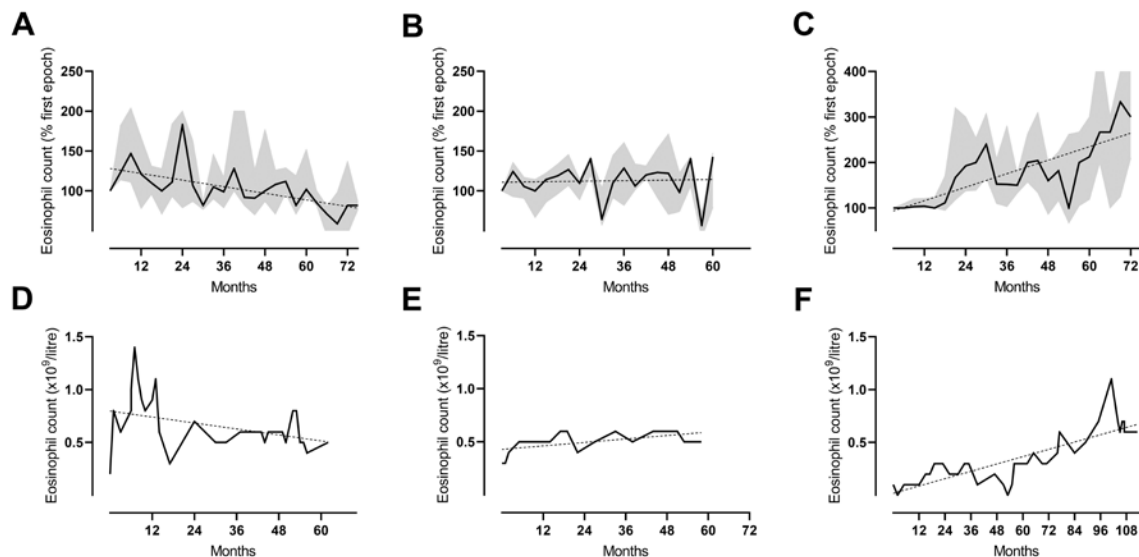 A
Eosinophil count (% first epoch)
250
200
150
100
12 24 36 48 60 72
Months
B
Eosinophil count (% first epoch)
250
200
150
100
12 24 36 48 60
Months
C
Eosinophil count (% first epoch)
400
300
200
100
12 24 36 48 60 72
Months
D
Eosinophil count (x10⁹/litre)
1.5
1.0
0.5
12 24 36 48 60
Months
E
Eosinophil count (x10⁹/litre)
1.5
1.0
0.5
12 24 36 48 60 72
Months
F
Eosinophil count (x10⁹/litre)
1.5
1.0
0.5
12 24 36 48 60 72 84 96 108
Months